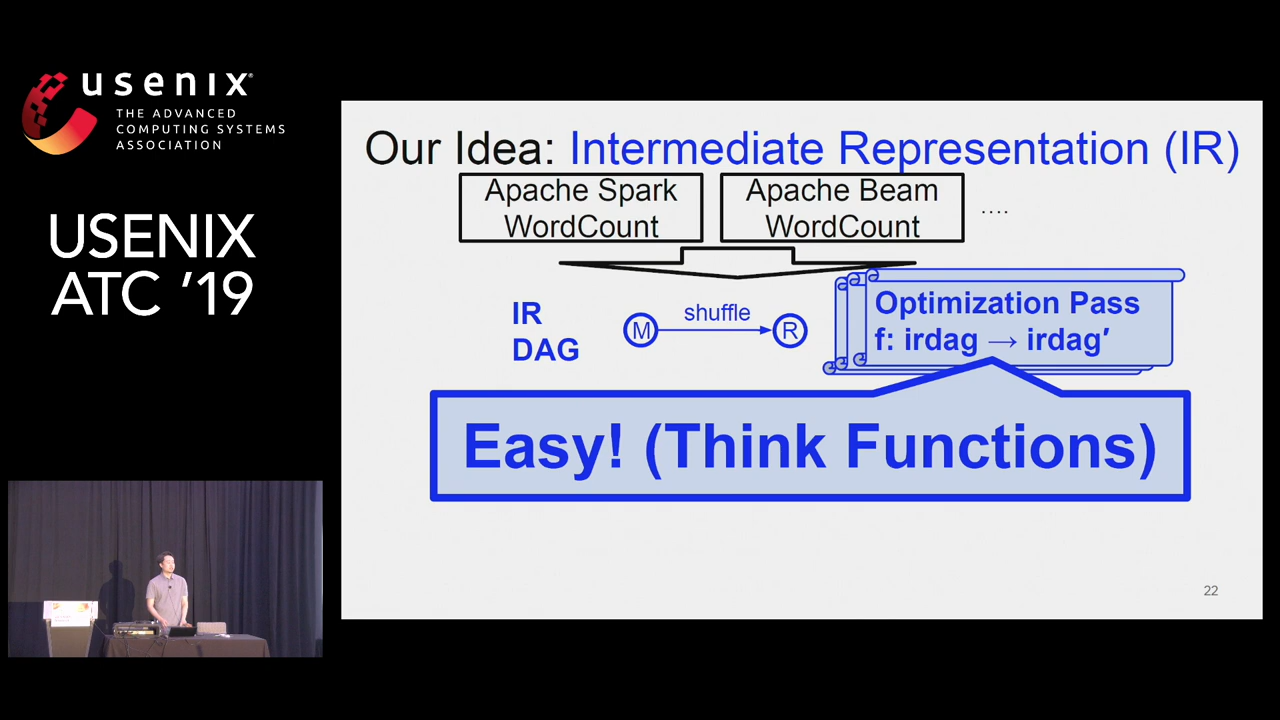 usenix
THE ADVANCED
COMPUTING SYSTEMS
ASSOCIATION
USENIX
ATC ’19
Our Idea: Intermediate Representation (IR)
Apache Spark
WordCount
Apache Beam
WordCount
....
IR
DAG
M
shuffle
R
Optimization Pass
f: irdag → irdag’
Easy! (Think Functions)
22